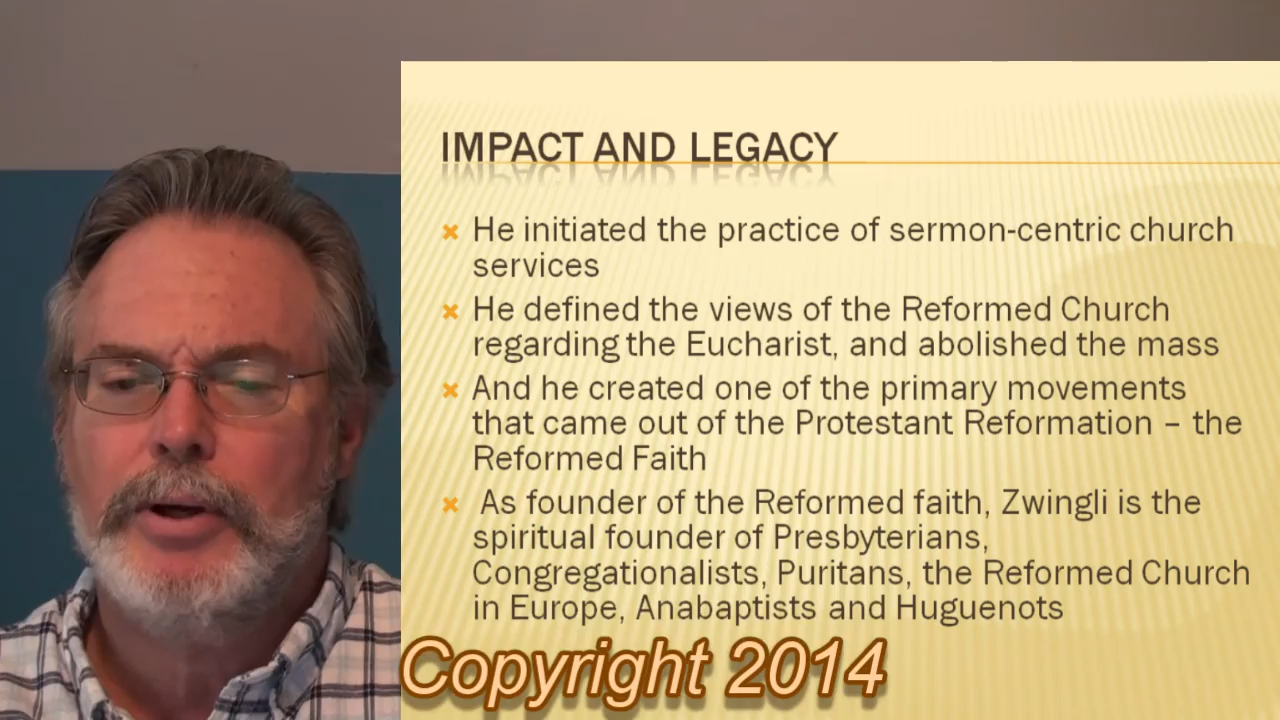 IMPACT AND LEGACY
He initiated the practice of sermon-centric church
services
He defined the views of the Reformed Church
regarding the Eucharist, and abolished the mass
And he created one of the primary movements
that came out of the Protestant Reformation – the
Reformed Faith
As founder of the Reformed faith, Zwingli is the
spiritual founder of Presbyterians,
Congregationalists, Puritans, the Reformed Church
in Europe, Anabaptists and Huguenots
Copyright 2014